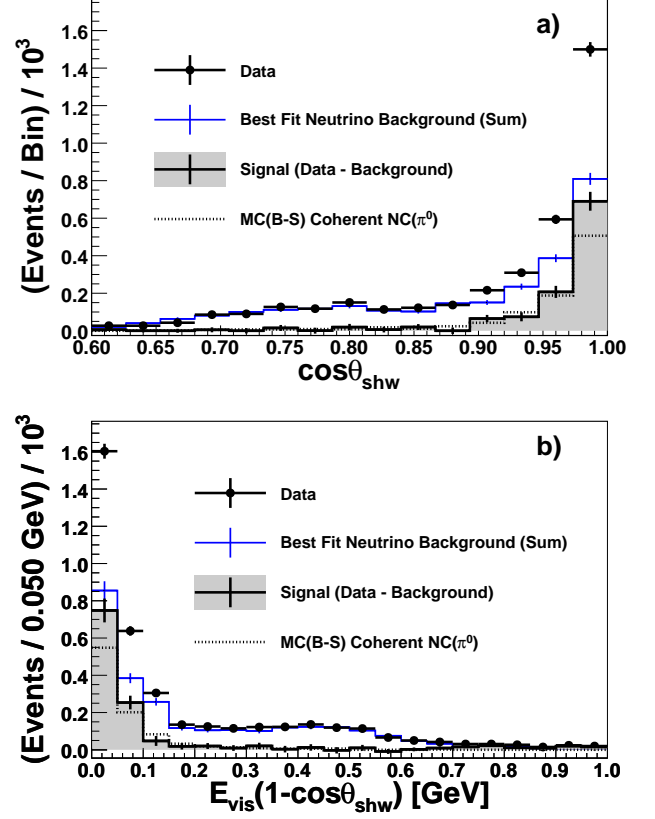 a)
(Events / Bin) / 10³
1.6
1.4
1.2
1.0
0.8
0.6
0.4
0.2
0.0
Data
Best Fit Neutrino Background (Sum)
Signal (Data - Background)
MC(B-S) Coherent NC(π⁰)
0.60 0.65 0.70 0.75 0.80 0.85 0.90 0.95 1.00
cosθshw
b)
(Events / 0.050 GeV) / 10³
1.6
1.4
1.2
1.0
0.8
0.6
0.4
0.2
0.0
Data
Best Fit Neutrino Background (Sum)
Signal (Data - Background)
MC(B-S) Coherent NC(π⁰)
0.0 0.1 0.2 0.3 0.4 0.5 0.6 0.7 0.8 0.9 1.0
Evis(1-cosθshw) [GeV]